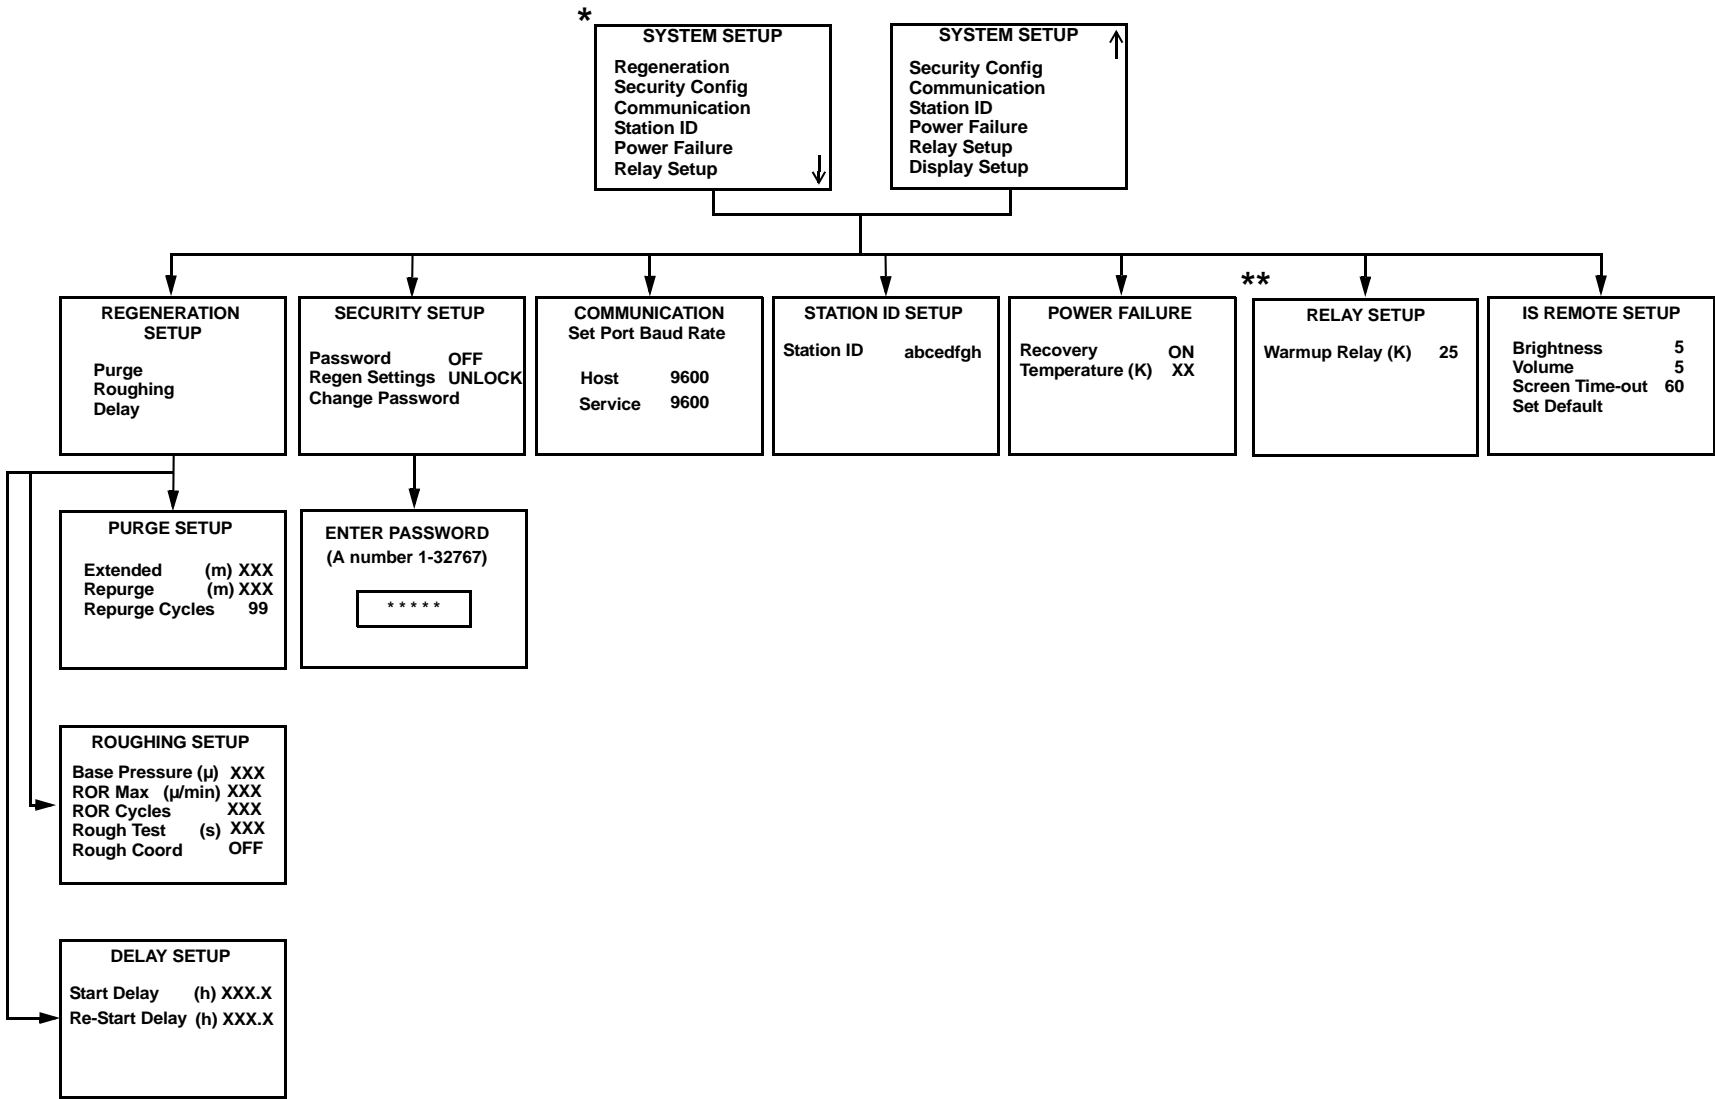 *
SYSTEM SETUP
Regeneration
Security Config
Communication
Station ID
Power Failure
Relay Setup
SYSTEM SETUP
Security Config
Communication
Station ID
Power Failure
Relay Setup
Display Setup
REGENERATION
SETUP
Purge
Roughing
Delay
SECURITY SETUP
Password OFF
Regen Settings UNLOCK
Change Password
COMMUNICATION
Set Port Baud Rate
Host 9600
Service 9600
STATION ID SETUP
Station ID abcedfgh
POWER FAILURE
Recovery ON
Temperature (K) XX
**
RELAY SETUP
Warmup Relay (K) 25
IS REMOTE SETUP
Brightness 5
Volume 5
Screen Time-out 60
Set Default
PURGE SETUP
Extended (m) XXX
Repurge (m) XXX
Repurge Cycles 99
ENTER PASSWORD
(A number 1-32767)
* * * * *
ROUGHING SETUP
Base Pressure (µ) XXX
ROR Max (µ/min) XXX
ROR Cycles XXX
Rough Test (s) XXX
Rough Coord OFF
DELAY SETUP
Start Delay (h) XXX.X
Re-Start Delay (h) XXX.X